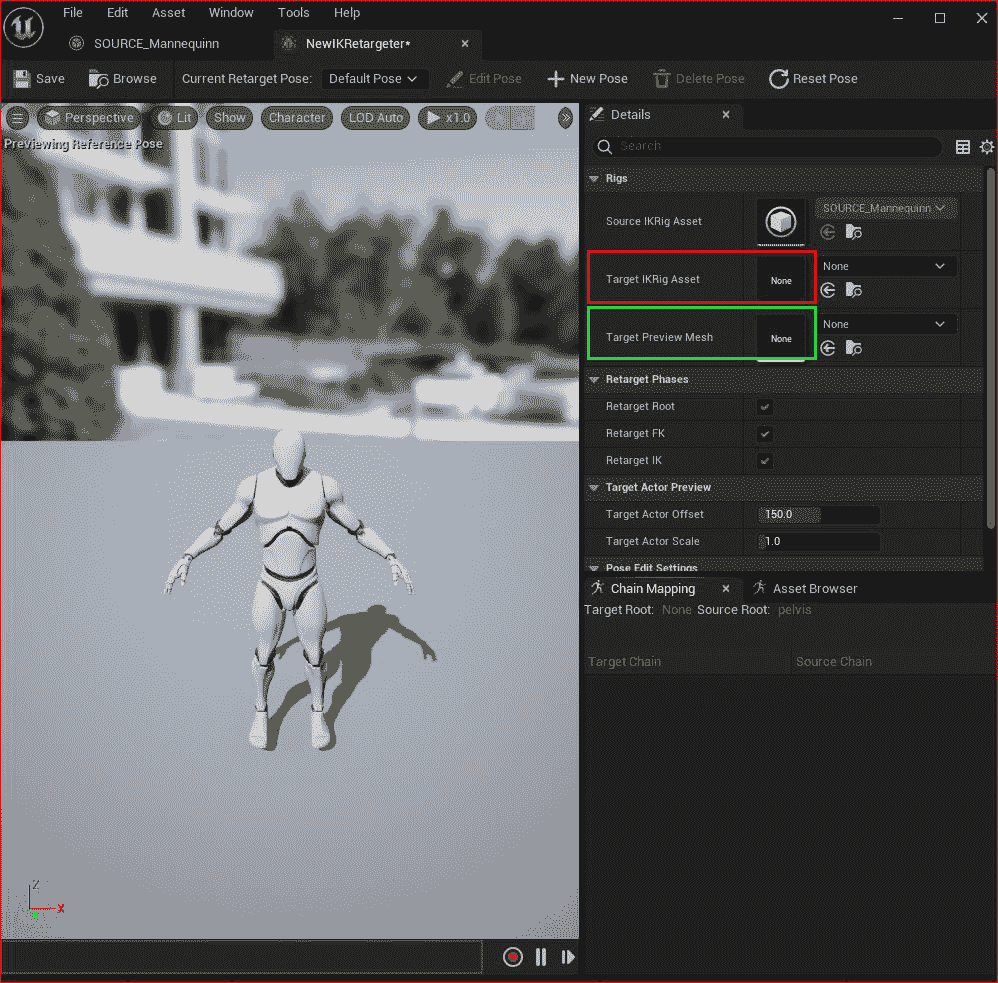 File Edit Asset Window Tools Help
SOURCE_Mannequinn NewIKRetargeter*
Save Browse Current Retarget Pose: Default Pose Edit Pose New Pose Delete Pose Reset Pose
Perspective Lit Show Character LOD Auto x1.0
Previewing Reference Pose
Details
Search
Rigs
Source IKRig Asset SOURCE_Mannequinn
Target IKRig Asset None None
Target Preview Mesh None None
Retarget Phases
Retarget Root
Retarget FK
Retarget IK
Target Actor Preview
Target Actor Offset 150.0
Target Actor Scale 1.0
Pose Edit Settings
Chain Mapping Asset Browser
Target Root: None Source Root: pelvis
Target Chain Source Chain
Z
X